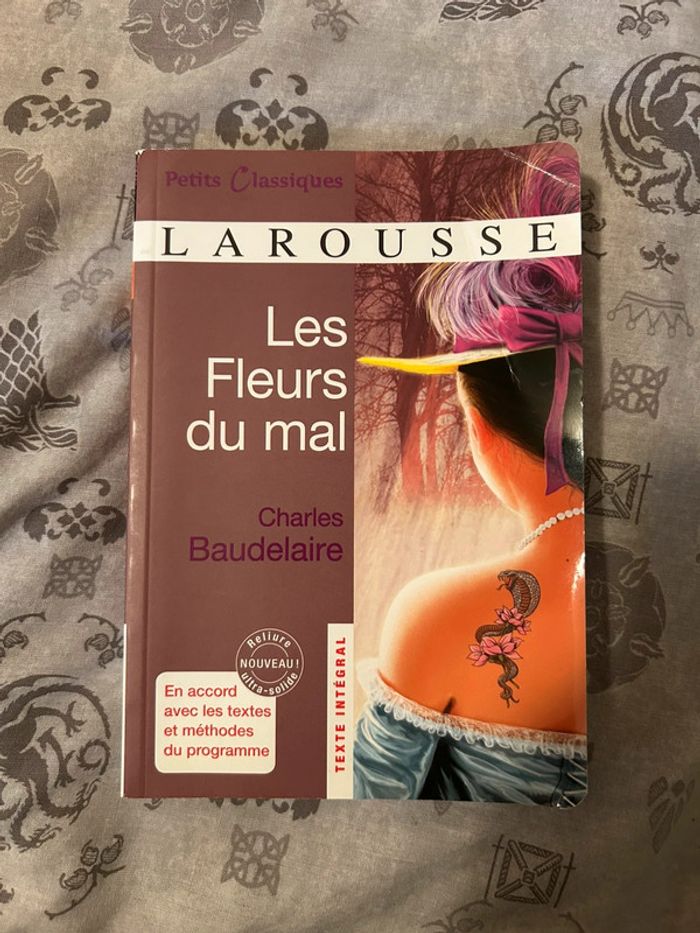 Petits Classiques
LAROUSSE
Les
Fleurs
du mal
Charles
Baudelaire
Reliure
NOUVEAU !
ultra-solide
En accord
avec les textes
et méthodes
du programme
TEXTE INTÉGRAL